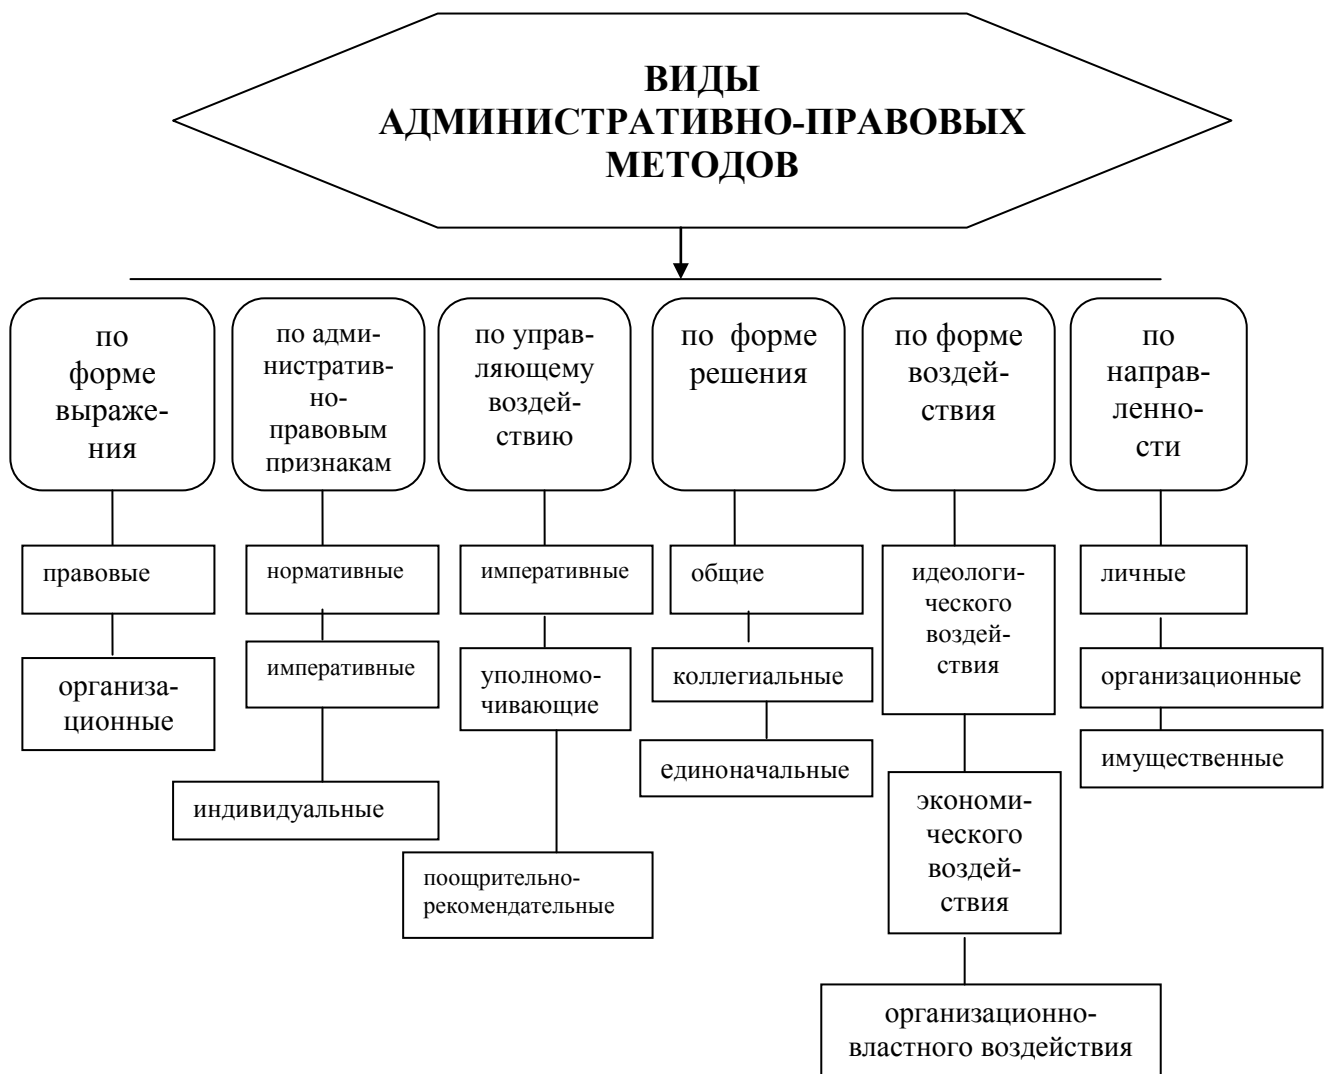 ВИДЫ
АДМИНИСТРАТИВНО-ПРАВОВЫХ
МЕТОДОВ
по
форме
выраже-
ния
правовые
организа-
ционные
по адми-
нистратив-
но-
правовым
признакам
нормативные
императивные
индивидуальные
по управ-
ляющему
воздей-
ствию
императивные
уполномо-
чивающие
поощрительно-
рекомендательные
по форме
решения
общие
коллегиальные
единоначальные
по форме
воздей-
ствия
идеологи-
ческого
воздей-
ствия
экономи-
ческого
воздей-
ствия
организационно-
властного воздействия
по
направ-
ленно-
сти
личные
организационные
имущественные